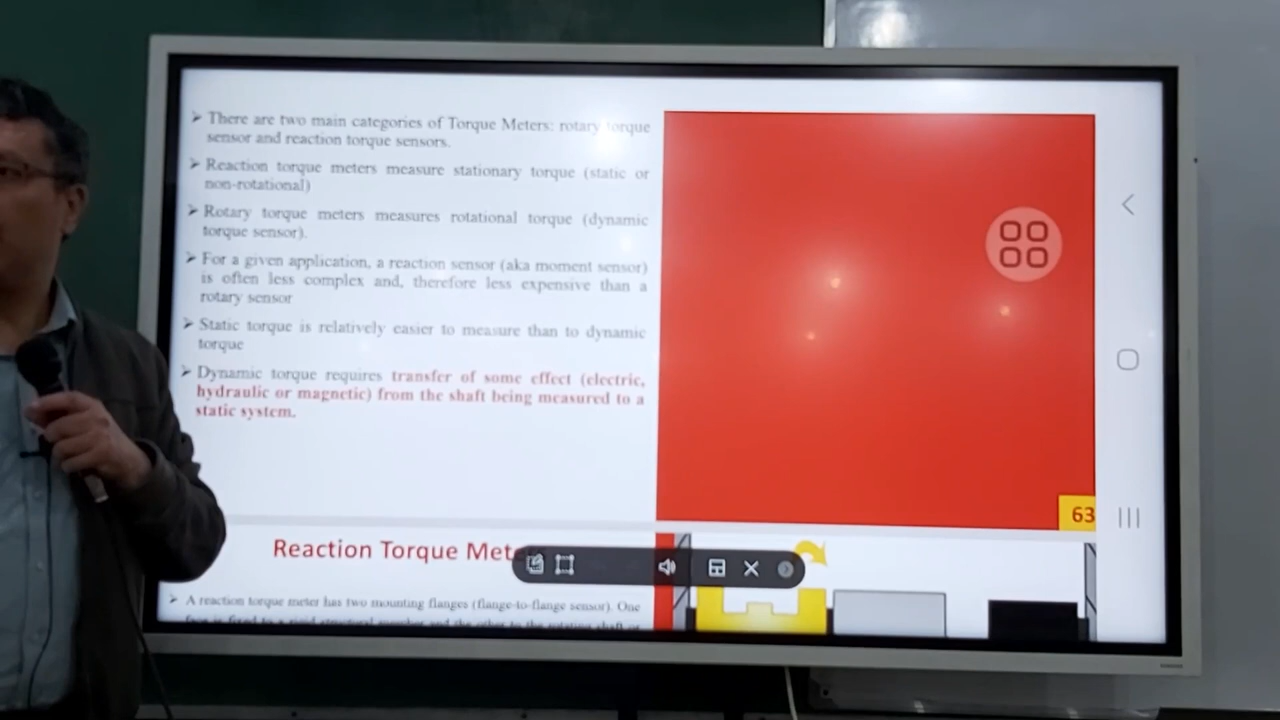 ➢ There are two main categories of Torque Meters: rotary torque
sensor and reaction torque sensors.
➢ Reaction torque meters measure stationary torque (static or
non-rotational)
➢ Rotary torque meters measures rotational torque (dynamic
torque sensor).
➢ For a given application, a reaction sensor (aka moment sensor)
is often less complex and, therefore less expensive than a
rotary sensor
➢ Static torque is relatively easier to measure than to dynamic
torque
➢ Dynamic torque requires transfer of some effect (electric,
hydraulic or magnetic) from the shaft being measured to a
static system.
63
Reaction Torque Mete
➢ A reaction torque meter has two mounting flanges (flange-to-flange sensor). One